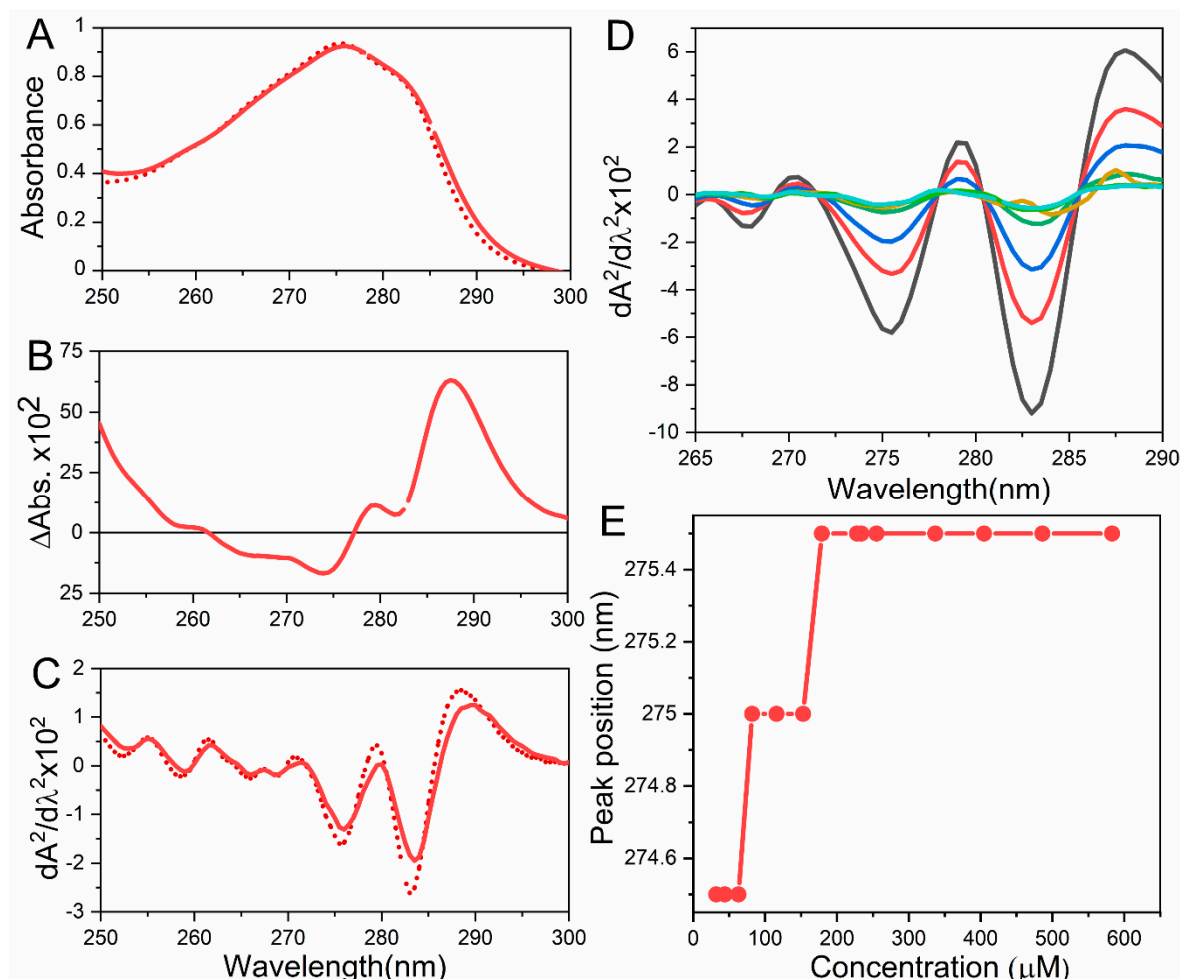 A
Absorbance
1
0.8
0.6
0.4
0.2
0
250 260 270 280 290 300
B
ΔAbs. x10²
75
50
25
0
25
250 260 270 280 290 300
C
dA²/dλ²x10²
2
1
0
-1
-2
-3
250 260 270 280 290 300
Wavelength(nm)
D
dA²/dλ²x10²
6
4
2
0
-2
-4
-6
-8
-10
265 270 275 280 285 290
Wavelength(nm)
E
Peak position (nm)
275.4
275.2
275
274.8
274.6
0 100 200 300 400 500 600
Concentration (μM)